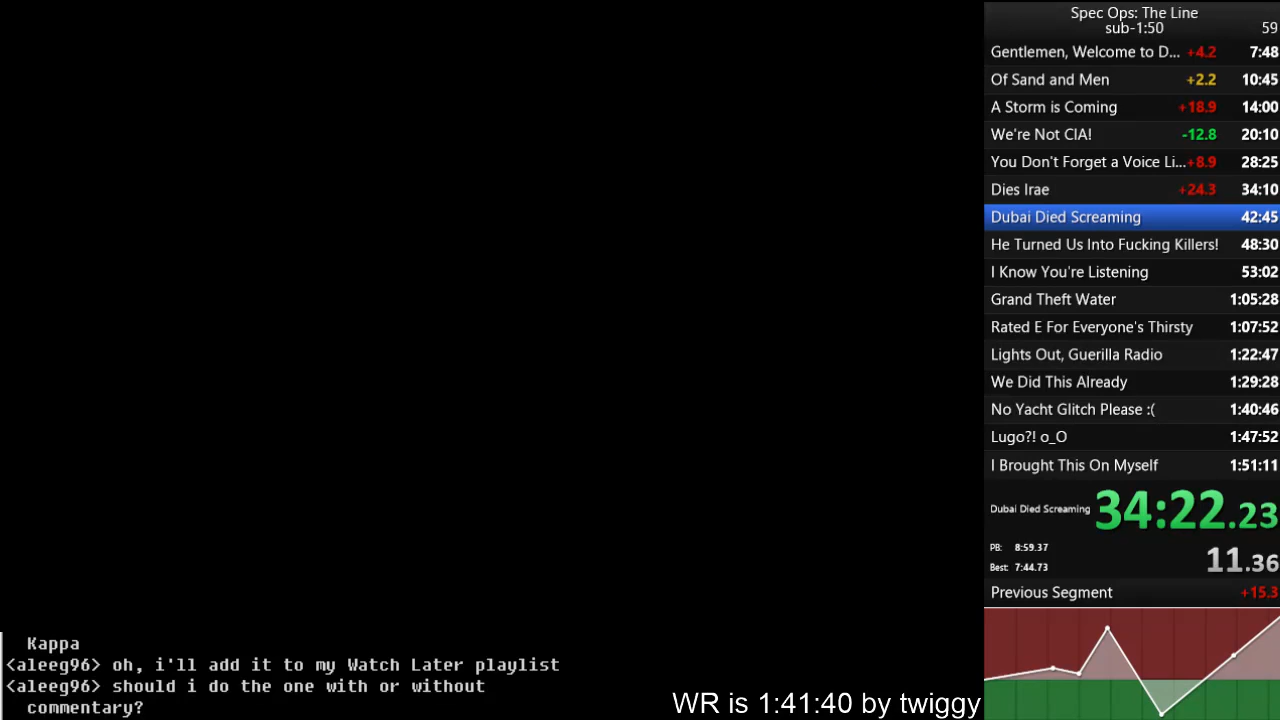 Spec Ops: The Line
sub-1:50 59
Gentlemen, Welcome to D... +4.2 7:48
Of Sand and Men +2.2 10:45
A Storm is Coming +18.9 14:00
We're Not CIA! -12.8 20:10
You Don't Forget a Voice Li... +8.9 28:25
Dies Irae +24.3 34:10
Dubai Died Screaming 42:45
He Turned Us Into Fucking Killers! 48:30
I Know You're Listening 53:02
Grand Theft Water 1:05:28
Rated E For Everyone's Thirsty 1:07:52
Lights Out, Guerilla Radio 1:22:47
We Did This Already 1:29:28
No Yacht Glitch Please :( 1:40:46
Lugo?! o_O 1:47:52
I Brought This On Myself 1:51:11
Dubai Died Screaming 34:22.23
PB: 8:59.37
Best: 7:44.73
11.36
Previous Segment +15.3
Kappa
<aleeg96> oh, i'll add it to my Watch Later playlist
<aleeg96> should i do the one with or without
commentary?
WR is 1:41:40 by twiggy